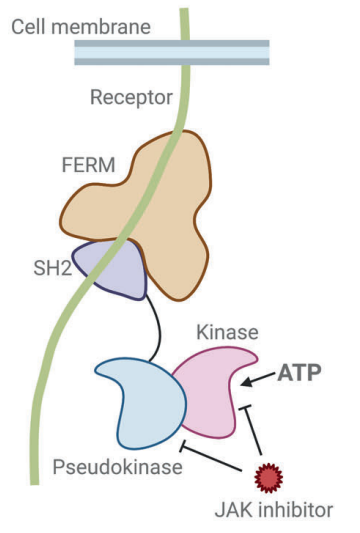 Cell membrane
Receptor
FERM
SH2
Kinase
ATP
Pseudokinase
JAK inhibitor